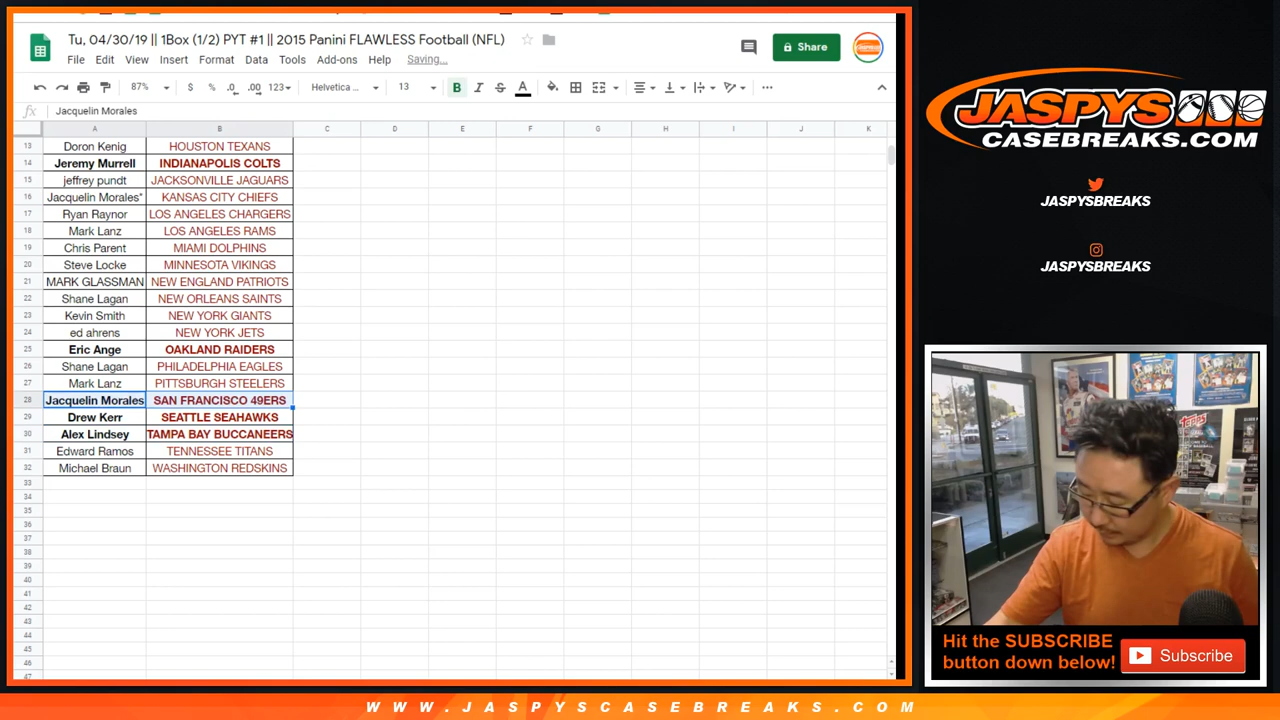 Tu, 04/30/19 || 1Box (1/2) PYT #1 || 2015 Panini FLAWLESS Football (NFL)
File Edit View Insert Format Data Tools Add-ons Help Saving...
Share
87% $ % .0 .00 123 Helvetica ... 13 B I S A ...
fx Jacquelin Morales
A B C D E F G H I J K
13 Doron Kenig HOUSTON TEXANS
14 Jeremy Murrell INDIANAPOLIS COLTS
15 jeffrey pundt JACKSONVILLE JAGUARS
16 Jacquelin Morales* KANSAS CITY CHIEFS
17 Ryan Raynor LOS ANGELES CHARGERS
18 Mark Lanz LOS ANGELES RAMS
19 Chris Parent MIAMI DOLPHINS
20 Steve Locke MINNESOTA VIKINGS
21 MARK GLASSMAN NEW ENGLAND PATRIOTS
22 Shane Lagan NEW ORLEANS SAINTS
23 Kevin Smith NEW YORK GIANTS
24 ed ahrens NEW YORK JETS
25 Eric Ange OAKLAND RAIDERS
26 Shane Lagan PHILADELPHIA EAGLES
27 Mark Lanz PITTSBURGH STEELERS
28 Jacquelin Morales SAN FRANCISCO 49ERS
29 Drew Kerr SEATTLE SEAHAWKS
30 Alex Lindsey TAMPA BAY BUCCANEERS
31 Edward Ramos TENNESSEE TITANS
32 Michael Braun WASHINGTON REDSKINS
33
34
35
36
37
38
39
40
41
42
43
44
45
46
47
JASPYS
CASEBREAKS.COM
JASPYSBREAKS
JASPYSBREAKS
TOPPS
Hit the SUBSCRIBE
button down below!
Subscribe
WWW.JASPYSCASEBREAKS.COM